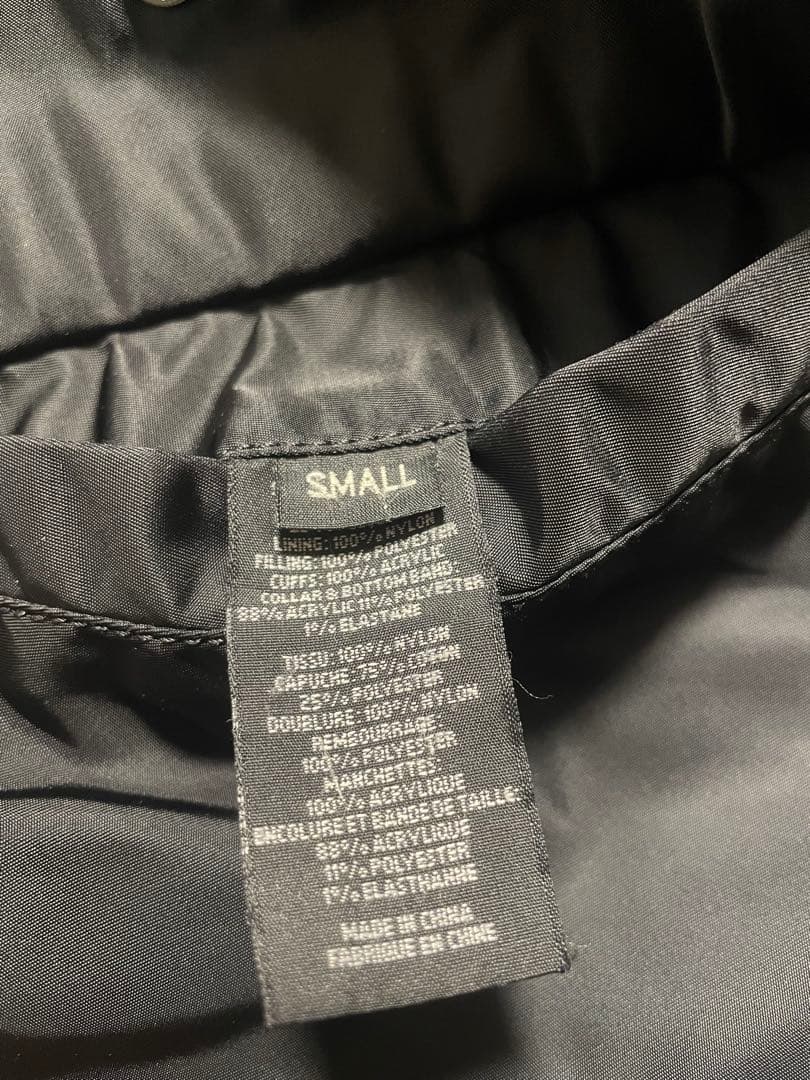 SMALL
LINING: 100% NYLON
FILLING: 100% POLYESTER
CUFFS: 100% ACRYLIC
COLLAR & BOTTOM BAND:
88% ACRYLIC 11% POLYESTER
1% ELASTANE
TISSU: 100% NYLON
CAPUCHE: 75% COTON
25% POLYESTER
DOUBLURE: 100% NYLON
REMBOURRAGE
100% POLYESTER
MANCHETTES
100% ACRYLIQUE
ENCOLURE ET BANDE DE TAILLE:
88% ACRYLIQUE
11% POLYESTER
1% ELASTHANNE
MADE IN CHINA
FABRIQUE EN CHINE